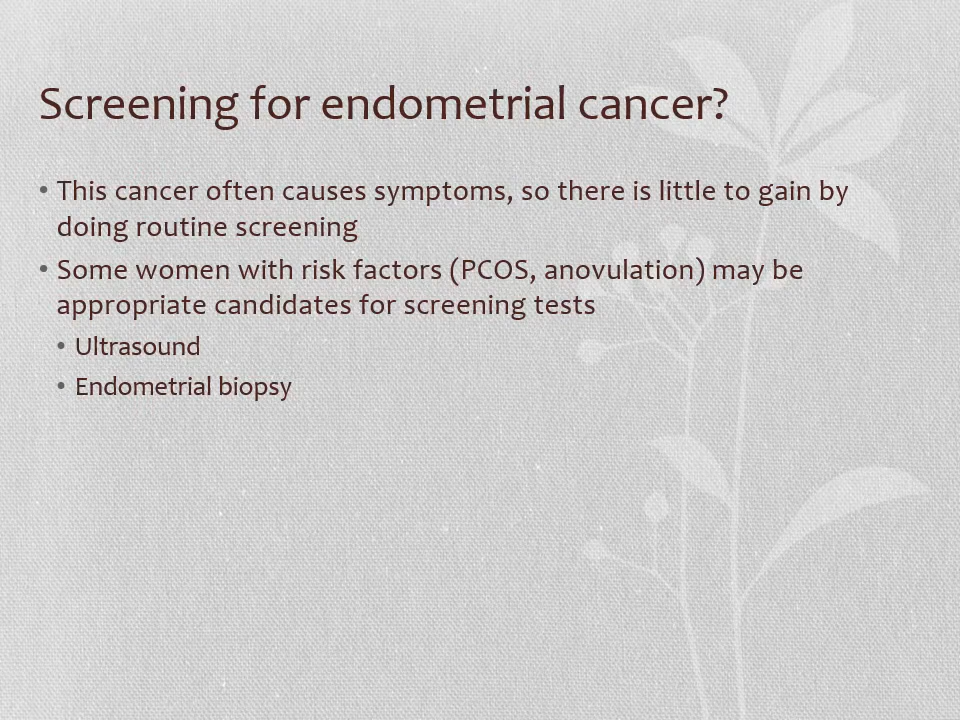 Screening for endometrial cancer?
• This cancer often causes symptoms, so there is little to gain by
doing routine screening
• Some women with risk factors (PCOS, anovulation) may be
appropriate candidates for screening tests
• Ultrasound
• Endometrial biopsy